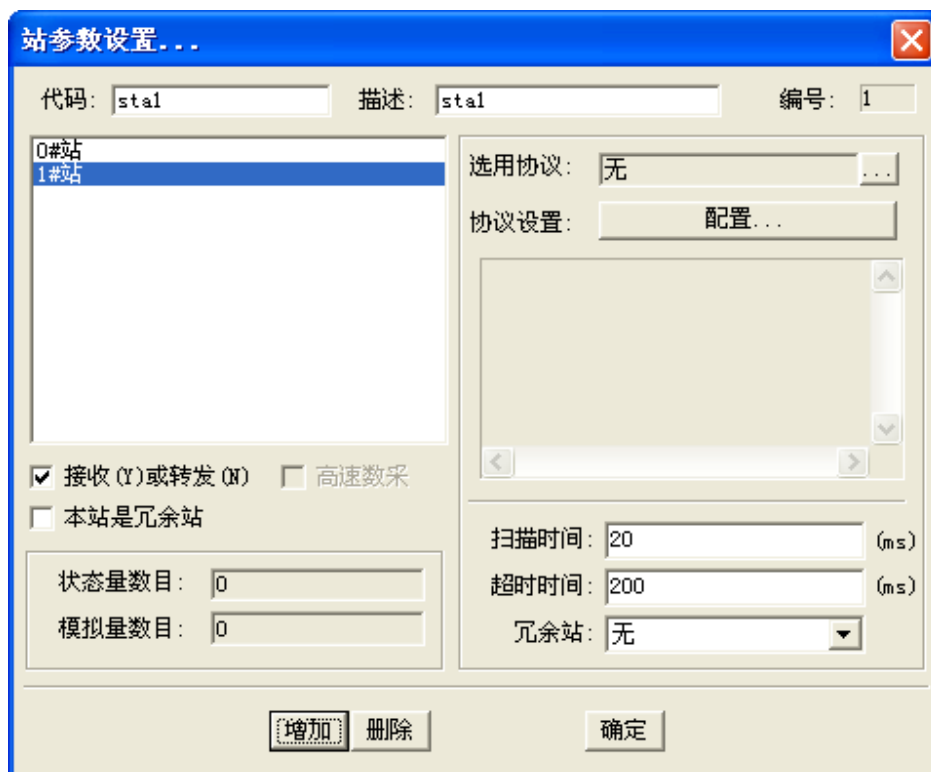 站参数设置...
代码: sta1 描述: sta1 编号: 1
0#站
1#站
选用协议: 无 ...
协议设置: 配置...
接收(Y)或转发(N) 高速数采
本站是冗余站
状态量数目: 0
模拟量数目: 0
扫描时间: 20 (ms)
超时时间: 200 (ms)
冗余站: 无
增加 删除 确定